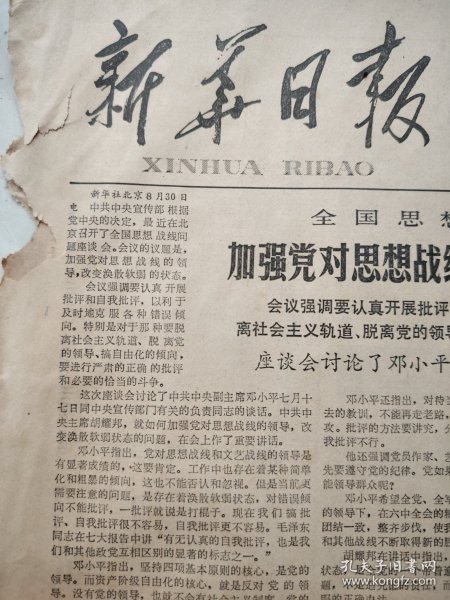 新华日报
XINHUA RIBAO
新华社北京8月30日
电 中共中央宣传部根据
党中央的决定，最近在北
京召开了全国思想战线问
题座谈会。会议的议题是，
加强党对思想战线的领
导，改变涣散软弱的状态。
会议强调要认真开展
批评和自我批评，以利于
及时地克服各种错误倾
向。特别是对于那种要脱
离社会主义轨道、脱离党
的领导、搞自由化的倾向，
要进行严肃的正确的批评
和必要的恰当的斗争。
这次座谈会讨论了中共中央副主席邓小平七月十
七日同中央宣传部门有关的负责同志的谈话。中共中
央主席胡耀邦，就如何加强党对思想战线的领导，改
变涣散软弱状态的问题，在会上作了重要讲话。
邓小平指出，党对思想战线和文艺战线的领导是
有显著成绩的，这要肯定。工作中也存在着某种简单
化和粗暴的倾向，这也不能否认和忽视。但是当前更
需要注意的问题，是存在着涣散软弱状态，对错误倾
向不能批评，一批评就说是打棍子。现在我们搞批
评、自我批评很不容易，自我批评更不容易。毛泽东
同志在七大报告中讲“有无认真的自我批评，也是我
们和其他政党互相区别的显著的标志之一。”
邓小平指出，坚持四项基本原则的核心，是党的
领导。而资产阶级自由化的核心，就是反对党的领
导。没有党的领导，也就不会有社会主义制度。党的
全国思想
加强党对思想战线
会议强调要认真开展批评
离社会主义轨道、脱离党的领导
座谈会讨论了邓小平
邓小平还指出，对待当
去的教训，不能再走老路，
攻。批评的方法要讲究，分
我批评不行。
他还强调党员作家、艺
先要遵守党的纪律。党如果
能领导群众呢？
邓小平希望全党、全军
的领导下，在六中全会的精
团结一致，整齐步伐，使我
和其他战线不断取得新的胜
胡耀邦在讲话中指出，